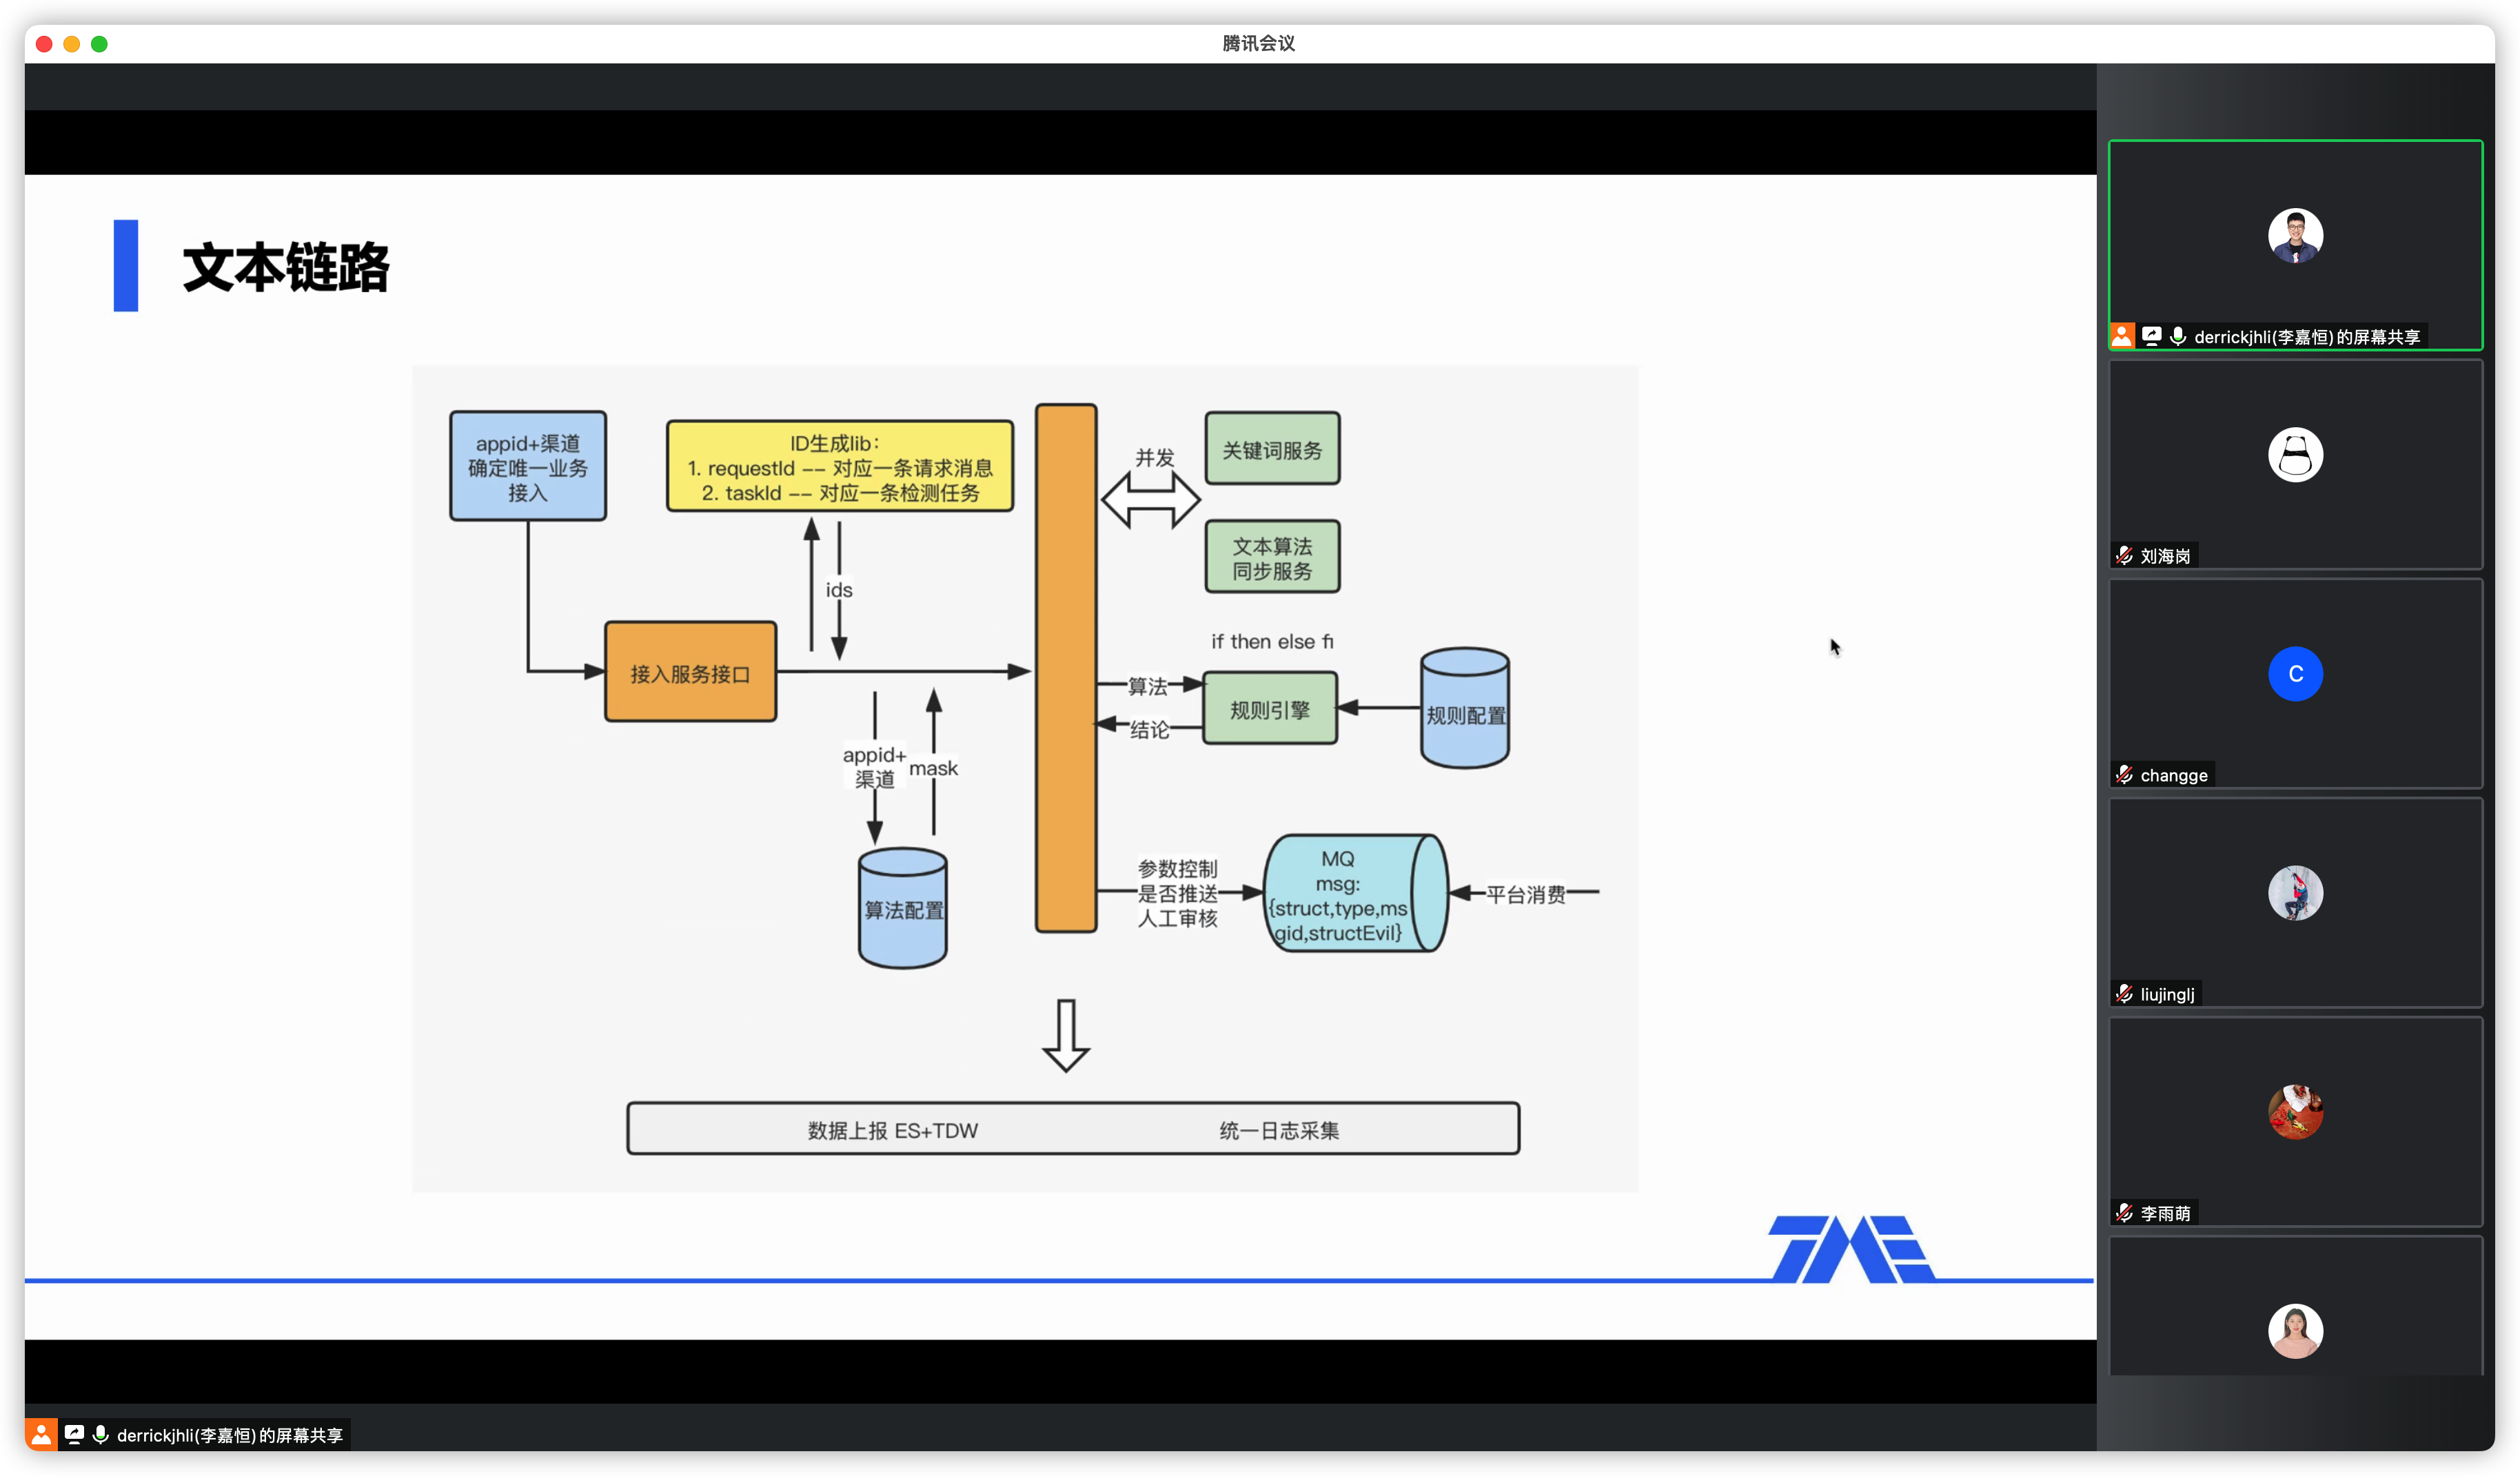 腾讯会议
文本链路
appid+渠道
确定唯一业务
接入
ID生成lib：
1. requestId -- 对应一条请求消息
2. taskId -- 对应一条检测任务
并发
关键词服务
文本算法
同步服务
ids
接入服务接口
if then else fi
算法
结论
规则引擎
规则配置
appid+
渠道
mask
算法配置
参数控制
是否推送
人工审核
MQ
msg:
{struct,type,ms
gid,structEvil}
平台消费
数据上报 ES+TDW
统一日志采集
TME
derrickjhli(李嘉恒)的屏幕共享
刘海岗
C
changge
liujinglj
李雨萌
derrickjhli(李嘉恒)的屏幕共享